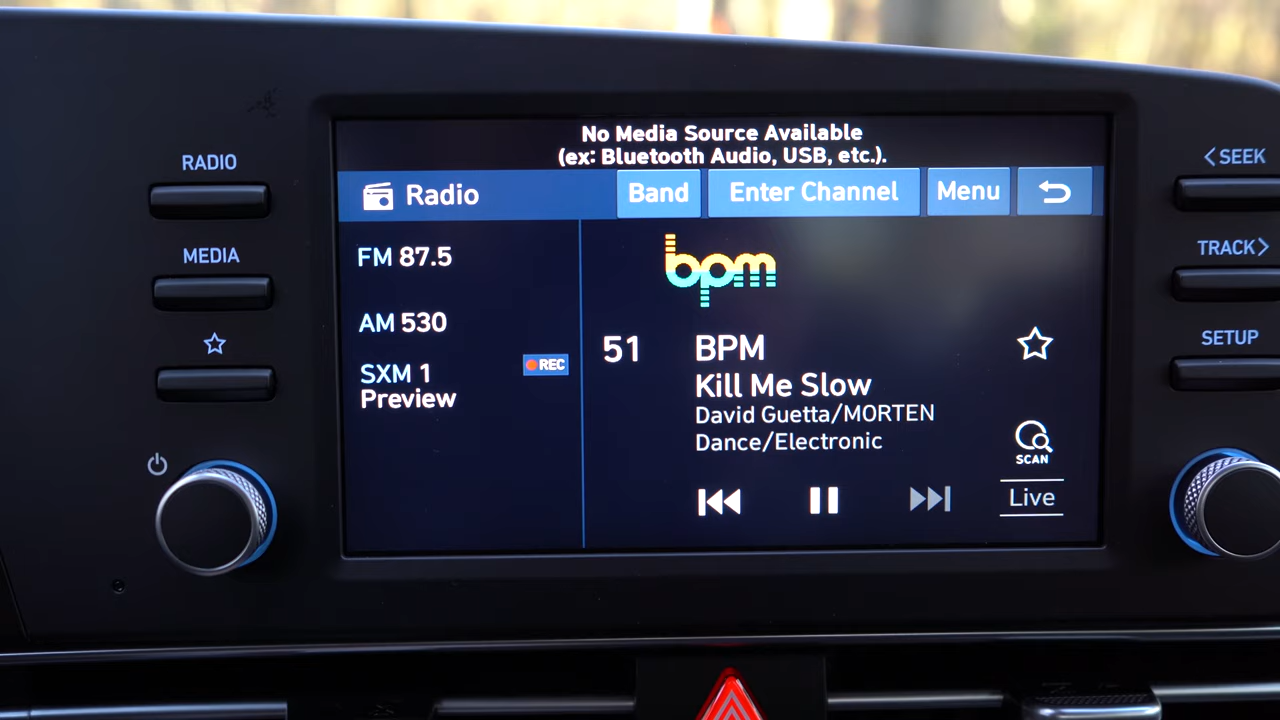 No Media Source Available
(ex: Bluetooth Audio, USB, etc.).
RADIO
MEDIA
Radio
Band
Enter Channel
Menu
FM 87.5
AM 530
SXM 1
Preview
REC
bpm
51
BPM
Kill Me Slow
David Guetta/MORTEN
Dance/Electronic
SCAN
Live
<SEEK
TRACK>
SETUP